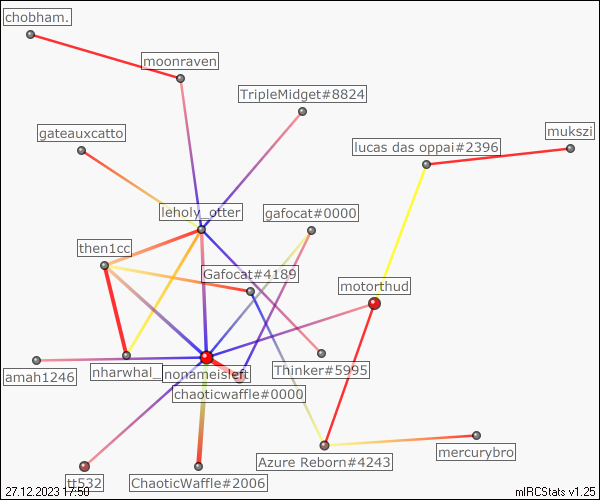 chobham.
moonraven
TripleMidget#8824
gateauxcatto
mukszi
lucas das oppai#2396
leholy_otter
gafocat#0000
then1cc
Gafocat#4189
motorthud
amah1246
nharwhal_
nonameisleft
Thinker#5995
chaoticwaffle#0000
tt532
ChaoticWaffle#2006
Azure Reborn#4243
mercurybro
27.12.2023 17:50
mIRCStats v1.25